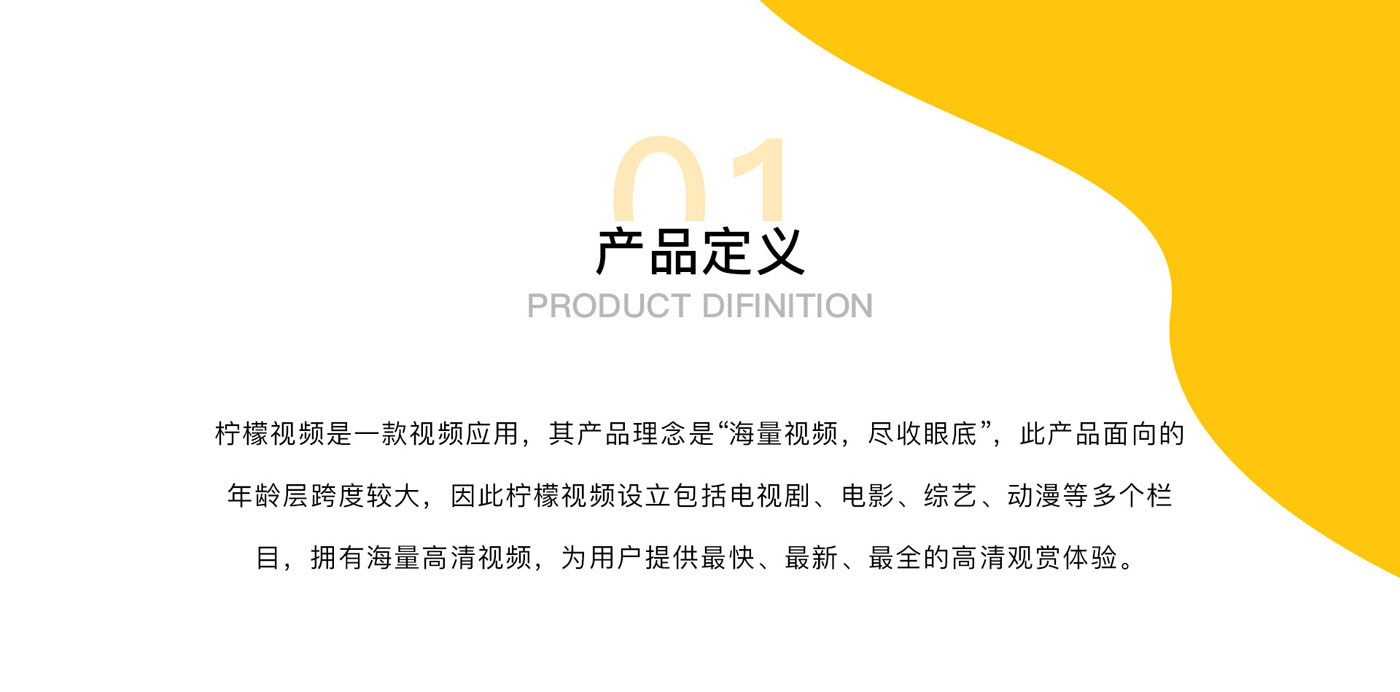 01
产品定义
PRODUCT DIFINITION
柠檬视频是一款视频应用，其产品理念是“海量视频，尽收眼底”，此产品面向的
年龄层跨度较大，因此柠檬视频设立包括电视剧、电影、综艺、动漫等多个栏
目，拥有海量高清视频，为用户提供最快、最新、最全的高清观赏体验。